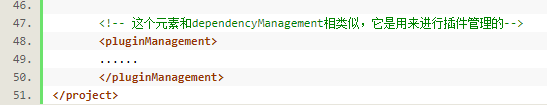 46.
47. <!-- 这个元素和dependencyManagement相类似，它是用来进行插件管理的-->
48. <pluginManagement>
49. ......
50. </pluginManagement>
51. </project>